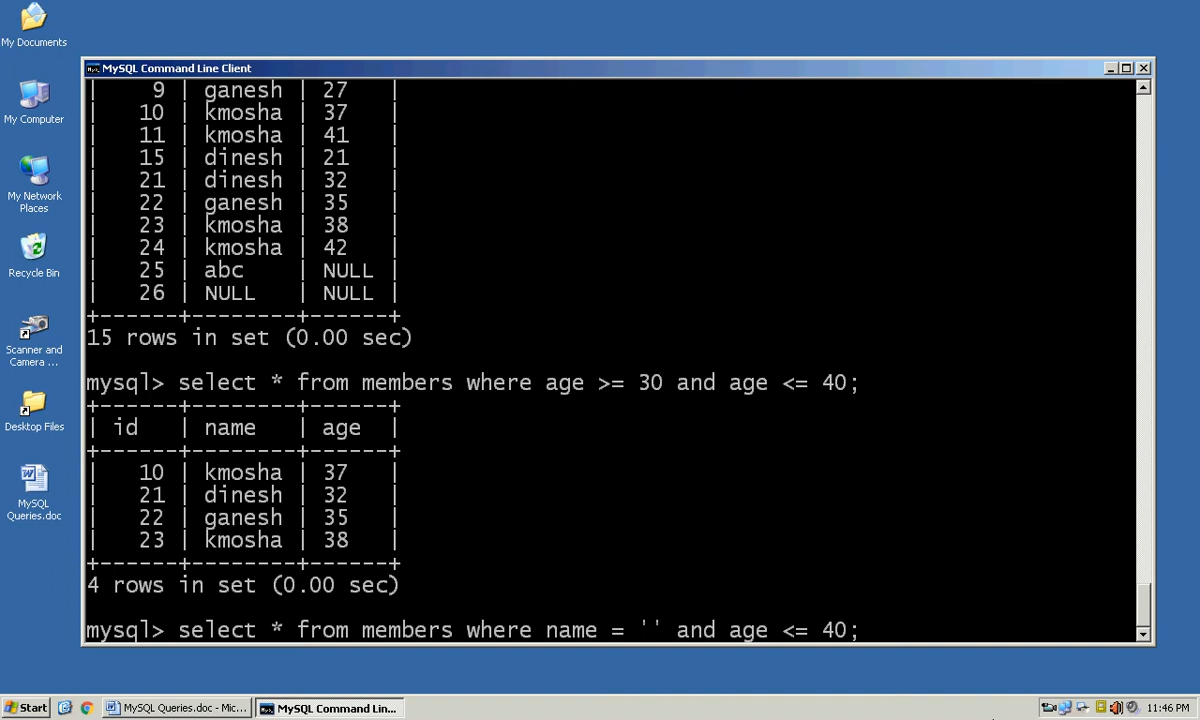 My Documents
My Computer
My Network
Places
Recycle Bin
Scanner and
Camera ...
Desktop Files
MySQL
Queries.doc
MySQL Command Line Client
| 9 | ganesh | 27 |
| 10 | kmosha | 37 |
| 11 | kmosha | 41 |
| 15 | dinesh | 21 |
| 21 | dinesh | 32 |
| 22 | ganesh | 35 |
| 23 | kmosha | 38 |
| 24 | kmosha | 42 |
| 25 | abc | NULL |
| 26 | NULL | NULL |
+------+--------+------+
15 rows in set (0.00 sec)
mysql> select * from members where age >= 30 and age <= 40;
+------+--------+------+
| id | name | age |
+------+--------+------+
| 10 | kmosha | 37 |
| 21 | dinesh | 32 |
| 22 | ganesh | 35 |
| 23 | kmosha | 38 |
+------+--------+------+
4 rows in set (0.00 sec)
mysql> select * from members where name = '' and age <= 40;
Start
MySQL Queries.doc - Mic...
MySQL Command Lin...
11:46 PM